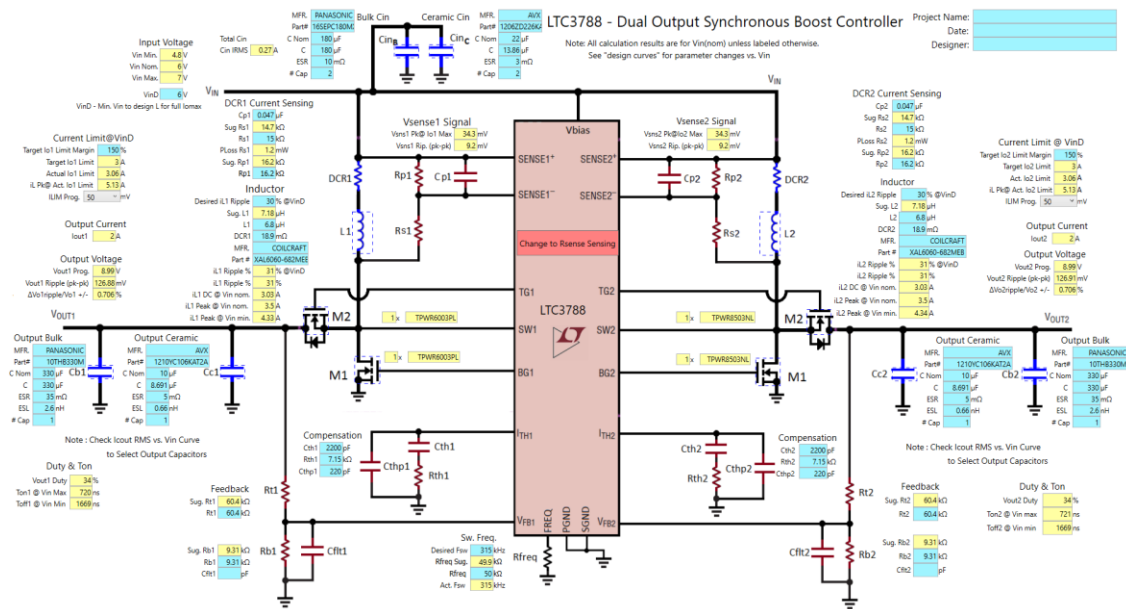 LTC3788 - Dual Output Synchronous Boost Controller
Note: All calculation results are for Vin(nom) unless labeled otherwise.
See "design curves" for parameter changes vs. Vin
Project Name:
Date:
Designer:
Input Voltage
Vin Min. 4.8 V
Vin Nom. 6 V
Vin Max. 7 V
VinD 6 V
VinD - Min. Vin to design L for full Iomax
Total Cin
Cin IRMS 0.27 A
MFR. PANASONIC
Part# 16SEPC180M
C Nom 180 µF
C 180 µF
ESR 10 mΩ
# Cap 2
Bulk Cin
Ceramic Cin
CinB
CinC
MFR. AVX
Part# 1206ZD226K
C Nom 22 µF
C 13.86 µF
ESR 3 mΩ
# Cap 2
VIN
VIN
Current Limit@VinD
Target Io1 Limit Margin 150 %
Target Io1 Limit 3 A
Actual Io1 Limit 3.06 A
iL Pk@ Act. Io1 Limit 5.13 A
ILIM Prog. 50 mV
Output Current
Iout1 2 A
Output Voltage
Vout1 Prog. 8.99 V
Vout1 Ripple (pk-pk) 126.88 mV
ΔVo1ripple/Vo1 +/- 0.706 %
DCR1 Current Sensing
Cp1 0.047 µF
Sug Rs1 14.7 kΩ
Rs1 15 kΩ
PLoss Rs1 1.2 mW
Sug. Rp1 16.2 kΩ
Rp1 16.2 kΩ
Inductor
Desired iL1 Ripple 30 % @VinD
Sug. L1 7.18 µH
L1 6.8 µH
DCR1 18.9 mΩ
MFR. COILCRAFT
Part # XAL6060-682MEB
iL1 Ripple % 31 % @VinD
iL1 Ripple % 31 %
iL1 DC @ Vin nom. 3.03 A
iL1 Peak @ Vin nom. 3.5 A
iL1 Peak @ Vin min. 4.33 A
Vsense1 Signal
Vsns1 Pk@ Io1 Max 34.3 mV
Vsns1 Rip. (pk-pk) 9.2 mV
DCR1
Rp1
Cp1
L1
Rs1
Vbias
SENSE1+
SENSE1−
SENSE2+
SENSE2−
Change to Rsense Sensing
LTC3788
TG1
SW1
BG1
TG2
SW2
BG2
ITH1
ITH2
VFB1
FREQ
PGND
SGND
VFB2
Vsense2 Signal
Vsns2 Pk@Io2 Max 34.3 mV
Vsns2 Rip. (pk-pk) 9.2 mV
Cp2
Rp2
DCR2
Rs2
L2
DCR2 Current Sensing
Cp2 0.047 µF
Sug Rs2 14.7 kΩ
Rs2 15 kΩ
PLoss Rs2 1.2 mW
Sug Rp2 16.2 kΩ
Rp2 16.2 kΩ
Inductor
Desired iL2 Ripple 30 % @VinD
Sug L2 7.18 µH
L2 6.8 µH
DCR2 18.9 mΩ
MFR. COILCRAFT
Part # XAL6060-682MEB
iL2 Ripple % 31 % @VinD
iL2 Ripple % 31 %
iL2 DC @ Vin nom. 3.03 A
iL2 Peak @ Vin nom. 3.5 A
iL2 Peak @ Vin min. 4.34 A
Current Limit @ VinD
Target Io2 Limit Margin 150 %
Target Io2 Limit 3 A
Act. Io2 Limit 3.06 A
iL Pk@ Act. Io2 Limit 5.13 A
ILIM Prog. 50 mV
Output Current
Iout2 2 A
Output Voltage
Vout2 Prog. 8.99 V
Vout2 Ripple (pk-pk) 126.91 mV
ΔVo2ripple/Vo2 +/- 0.706 %
VOUT1
M2
1 x TPWR6003PL
1 x TPWR6003PL
M1
1 x TPWR8503NL
1 x TPWR8503NL
M2
M1
VOUT2
Output Bulk
MFR. PANASONIC
Part# 10THB330M
C Nom 330 µF
C 330 µF
ESR 35 mΩ
ESL 2.6 nH
# Cap 1
Cb1
Output Ceramic
MFR. AVX
Part# 1210YC106KAT2A
C Nom 10 µF
C 8.691 µF
ESR 5 mΩ
ESL 0.66 nH
# Cap 1
Cc1
Note : Check Icout RMS vs. Vin Curve
to Select Output Capacitors
Duty & Ton
Vout1 Duty 34 %
Ton1 @ Vin Max 720 ns
Toff1 @ Vin Min 1669 ns
Compensation
Cth1 2200 pF
Rth1 7.15 kΩ
Cthp1 220 pF
Cthp1
Cth1
Rth1
Feedback
Sug. Rt1 60.4 kΩ
Rt1 60.4 kΩ
Sug. Rb1 9.31 kΩ
Rb1 9.31 kΩ
Cflt1 pF
Rt1
Rb1
Cflt1
Sw. Freq.
Desired Fsw 315 kHz
Rfreq Sug. 49.9 kΩ
Rfreq 50 kΩ
Act. Fsw 315 kHz
Rfreq
Cth2
Rth2
Cthp2
Compensation
Cth2 2200 pF
Rth2 7.15 kΩ
Cthp2 220 pF
Rt2
Cflt2
Rb2
Feedback
Sug. Rt2 60.4 kΩ
Rt2 60.4 kΩ
Sug. Rb2 9.31 kΩ
Rb2 9.31 kΩ
Cflt2 pF
Cc2
Output Ceramic
MFR. AVX
Part# 1210YC106KAT2A
C Nom 10 µF
C 8.691 µF
ESR 5 mΩ
ESL 0.66 nH
# Cap 1
Cb2
Output Bulk
MFR. PANASONIC
Part# 10THB330M
C Nom 330 µF
C 330 µF
ESR 35 mΩ
ESL 2.6 nH
# Cap 1
Note : Check Icout RMS vs. Vin Curve
to Select Output Capacitors
Duty & Ton
Vout2 Duty 34 %
Ton2 @ Vin max 721 ns
Toff2 @ Vin min 1669 ns